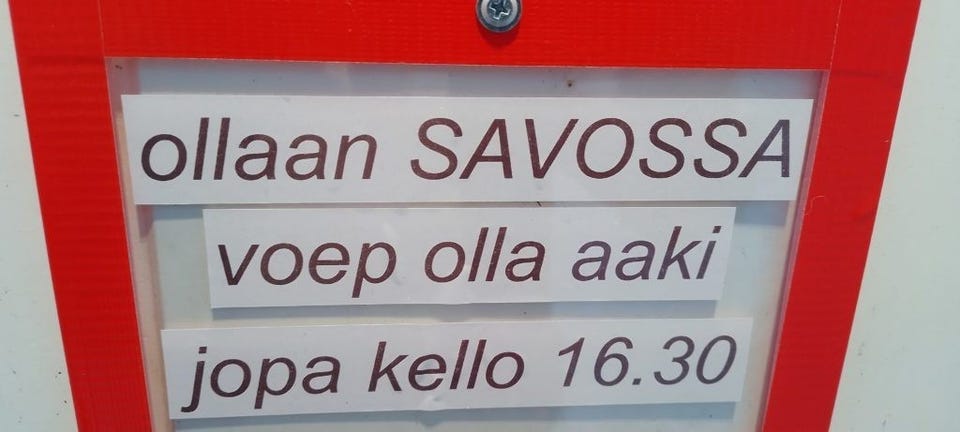 ollaan SAVOSSA
voep olla aaki
jopa kello 16.30